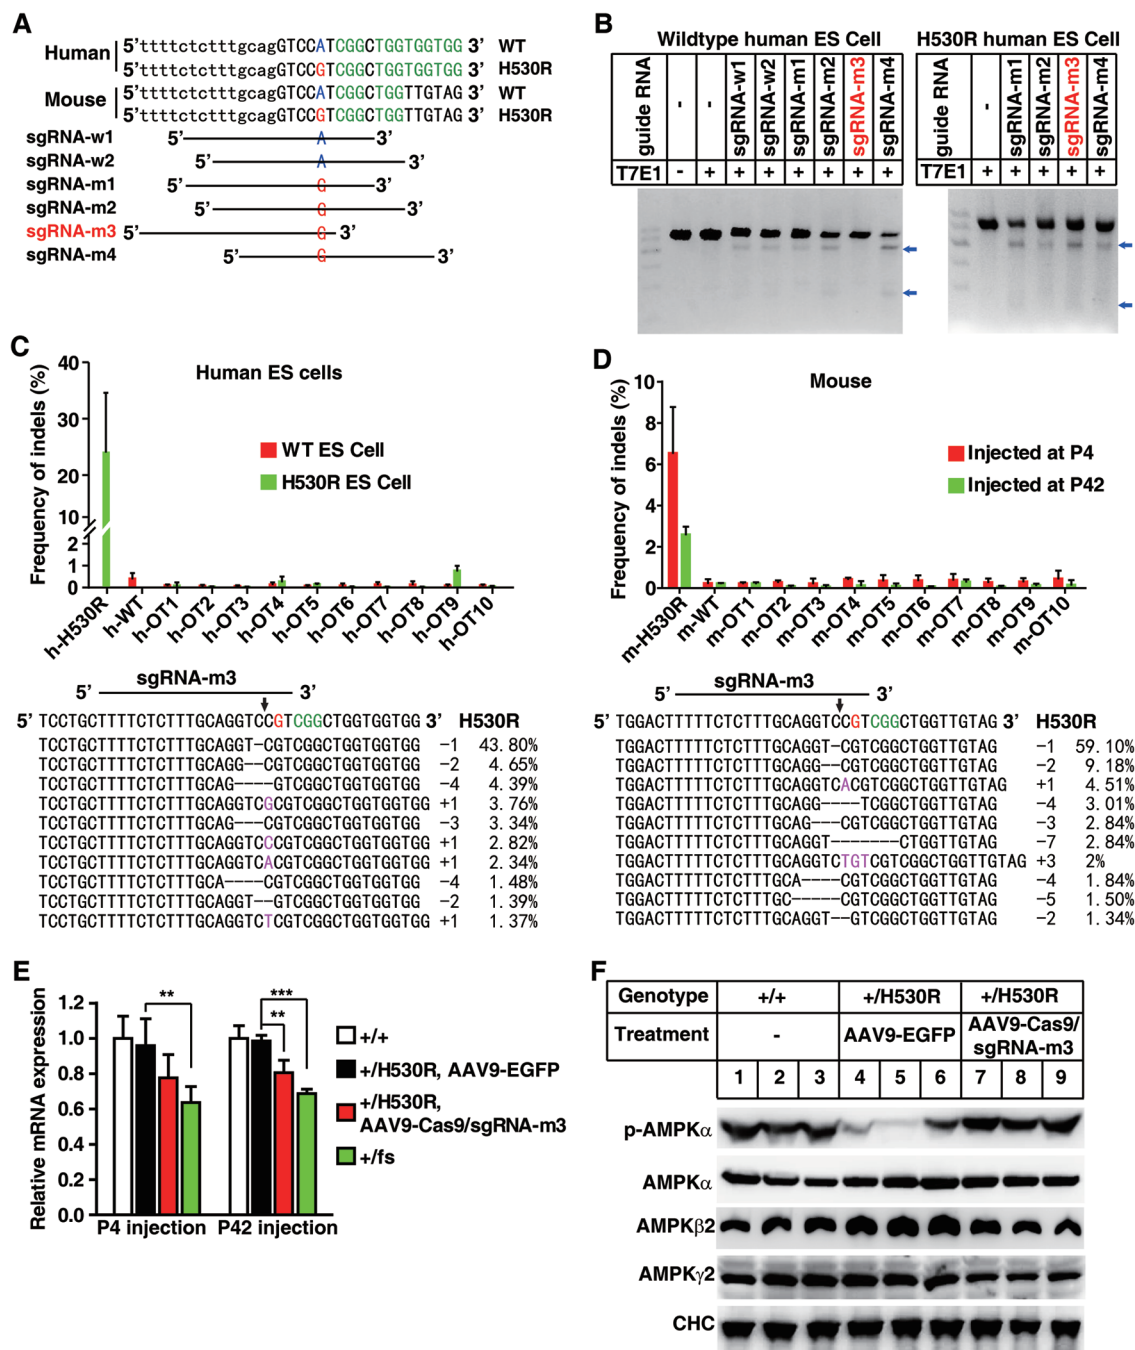 A
Human
5’ttttctctttgcagGTCCATCGGCTGGTGGTGG 3’ WT
5’ttttctctttgcagGTCCGTCGGCTGGTGGTGG 3’ H530R
Mouse
5’ttttctctttgcagGTCCATCGGCTGGTTGTAG 3’ WT
5’ttttctctttgcagGTCCGTCGGCTGGTTGTAG 3’ H530R
sgRNA-w1 5’ A 3’
sgRNA-w2 5’ A 3’
sgRNA-m1 5’ G 3’
sgRNA-m2 5’ G 3’
sgRNA-m3 5’ G 3’
sgRNA-m4 5’ G 3’
B
Wildtype human ES Cell
guide RNA - - sgRNA-w1 sgRNA-w2 sgRNA-m1 sgRNA-m2 sgRNA-m3 sgRNA-m4
T7E1 - + + + + + + +
H530R human ES Cell
guide RNA - sgRNA-m1 sgRNA-m2 sgRNA-m3 sgRNA-m4
T7E1 + + + + +
C
Human ES cells
Frequency of indels (%)
40
30
20
10
2
1
0
WT ES Cell
H530R ES Cell
h-H530R h-WT h-OT1 h-OT2 h-OT3 h-OT4 h-OT5 h-OT6 h-OT7 h-OT8 h-OT9 h-OT10
sgRNA-m3
5’ 3’
5’ TCCTGCTTTTCTCTTTGCAGGTCCGTCGGCTGGTGGTGG 3’ H530R
TCCTGCTTTTCTCTTTGCAGGT-CGTCGGCTGGTGGTGG -1 43.80%
TCCTGCTTTTCTCTTTGCAGG--CGTCGGCTGGTGGTGG -2 4.65%
TCCTGCTTTTCTCTTTGCAG----GTCGGCTGGTGGTGG -4 4.39%
TCCTGCTTTTCTCTTTGCAGGTCGCGTCGGCTGGTGGTGG +1 3.76%
TCCTGCTTTTCTCTTTGCAG---CGTCGGCTGGTGGTGG -3 3.34%
TCCTGCTTTTCTCTTTGCAGGTCCCGTCGGCTGGTGGTGG +1 2.82%
TCCTGCTTTTCTCTTTGCAGGTCACGTCGGCTGGTGGTGG +1 2.34%
TCCTGCTTTTCTCTTTGCA----CGTCGGCTGGTGGTGG -4 1.48%
TCCTGCTTTTCTCTTTGCAGGT--GTCGGCTGGTGGTGG -2 1.39%
TCCTGCTTTTCTCTTTGCAGGTCTCGTCGGCTGGTGGTGG +1 1.37%
D
Mouse
Frequency of indels (%)
10
8
6
4
2
0
Injected at P4
Injected at P42
m-H530R m-WT m-OT1 m-OT2 m-OT3 m-OT4 m-OT5 m-OT6 m-OT7 m-OT8 m-OT9 m-OT10
sgRNA-m3
5’ 3’
5’ TGGACTTTTTCTCTTTGCAGGTCCGTCGGCTGGTTGTAG 3’ H530R
TGGACTTTTTCTCTTTGCAGGT-CGTCGGCTGGTTGTAG -1 59.10%
TGGACTTTTTCTCTTTGCAGG--CGTCGGCTGGTTGTAG -2 9.18%
TGGACTTTTTCTCTTTGCAGGTCACGTCGGCTGGTTGTAG +1 4.51%
TGGACTTTTTCTCTTTGCAGG----TCGGCTGGTTGTAG -4 3.01%
TGGACTTTTTCTCTTTGCAG---CGTCGGCTGGTTGTAG -3 2.84%
TGGACTTTTTCTCTTTGCAGGT-------CTGGTTGTAG -7 2.84%
TGGACTTTTTCTCTTTGCAGGTCTGTCGTCGGCTGGTTGTAG +3 2%
TGGACTTTTTCTCTTTGCA----CGTCGGCTGGTTGTAG -4 1.84%
TGGACTTTTTCTCTTTGC-----CGTCGGCTGGTTGTAG -5 1.50%
TGGACTTTTTCTCTTTGCAGGT--GTCGGCTGGTTGTAG -2 1.34%
E
Relative mRNA expression
1.2
1.0
0.8
0.6
0.4
0.2
0.0
**
***
**
P4 injection P42 injection
+/+
+/H530R, AAV9-EGFP
+/H530R,
AAV9-Cas9/sgRNA-m3
+/fs
F
Genotype +/+ +/H530R +/H530R
Treatment - AAV9-EGFP AAV9-Cas9/
sgRNA-m3
1 2 3 4 5 6 7 8 9
p-AMPKα
AMPKα
AMPKβ2
AMPKγ2
CHC